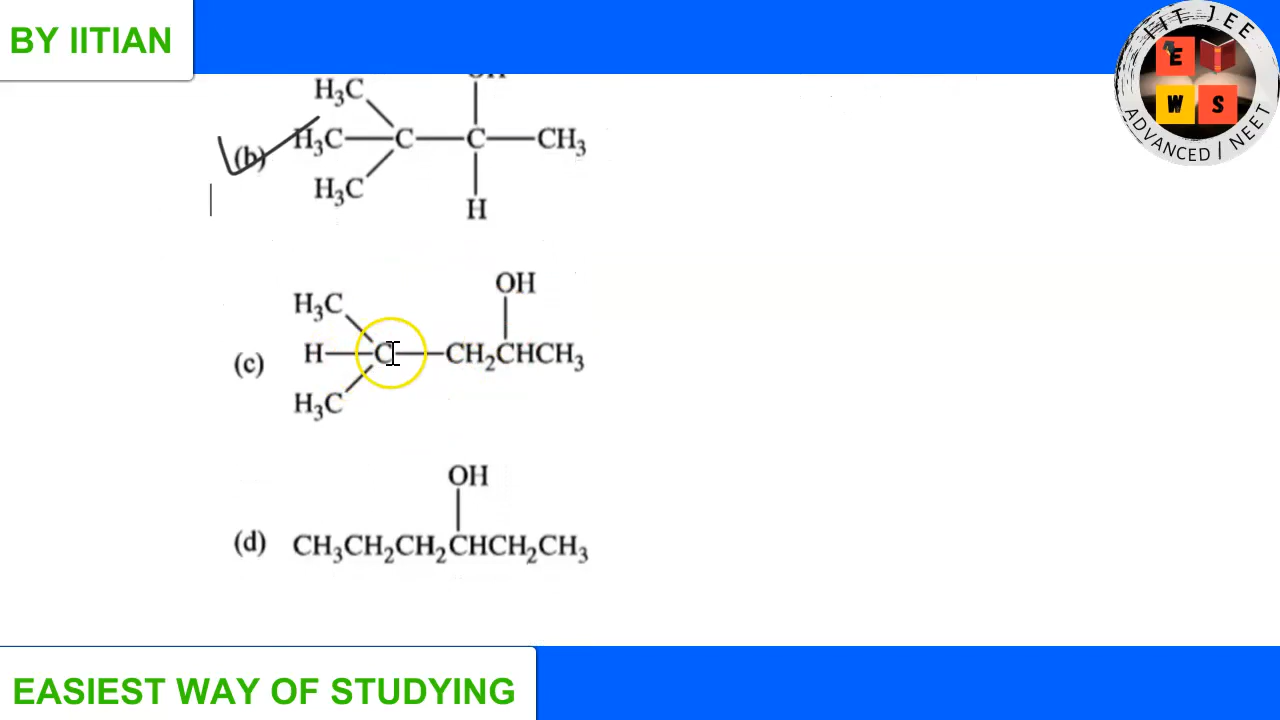 BY IITIAN
IIT JEE
E
W S
ADVANCED / NEET
H₃C
(b) H₃C—C—C—CH₃
H₃C
H
OH
H₃C
(c) H—C—CH₂CHCH₃
H₃C
OH
(d) CH₃CH₂CH₂CHCH₂CH₃
EASIEST WAY OF STUDYING